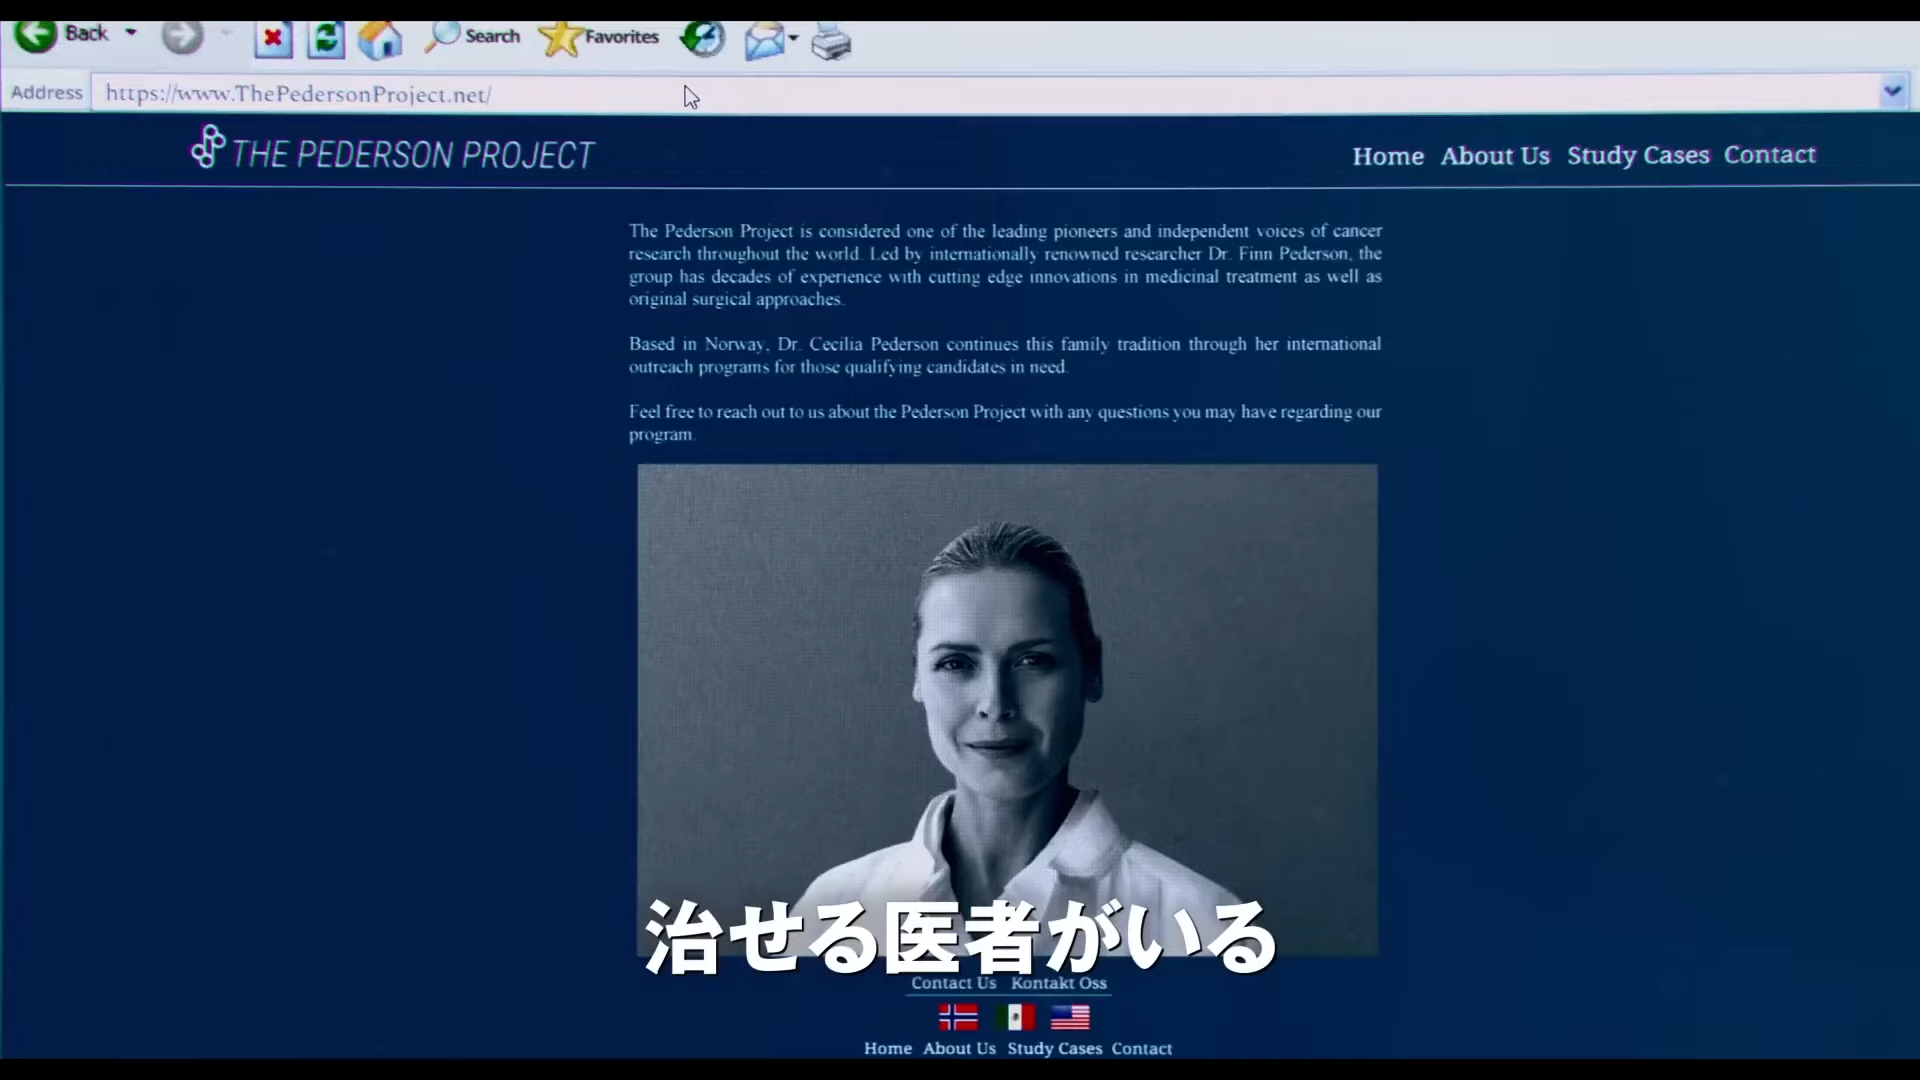 Back
Search
Favorites
Address
https://www.ThePedersonProject.net/
THE PEDERSON PROJECT
Home About Us Study Cases Contact
The Pederson Project is considered one of the leading pioneers and independent voices of cancer
research throughout the world. Led by internationally renowned researcher Dr. Finn Pederson, the
group has decades of experience with cutting edge innovations in medicinal treatment as well as
original surgical approaches.
Based in Norway, Dr. Cecilia Pederson continues this family tradition through her international
outreach programs for those qualifying candidates in need.
Feel free to reach out to us about the Pederson Project with any questions you may have regarding our
program.
治せる医者がいる
Contact Us Kontakt Oss
Home About Us Study Cases Contact